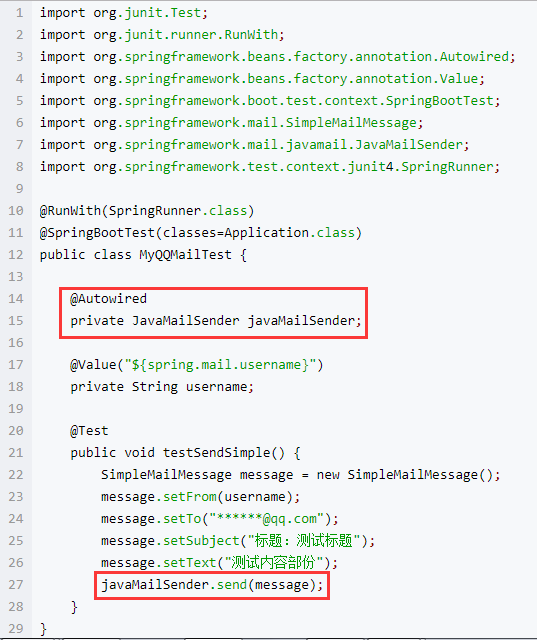 1 import org.junit.Test;
2 import org.junit.runner.RunWith;
3 import org.springframework.beans.factory.annotation.Autowired;
4 import org.springframework.beans.factory.annotation.Value;
5 import org.springframework.boot.test.context.SpringBootTest;
6 import org.springframework.mail.SimpleMailMessage;
7 import org.springframework.mail.javamail.JavaMailSender;
8 import org.springframework.test.context.junit4.SpringRunner;
9
10 @RunWith(SpringRunner.class)
11 @SpringBootTest(classes=Application.class)
12 public class MyQQMailTest {
13
14     @Autowired
15     private JavaMailSender javaMailSender;
16
17     @Value("${spring.mail.username}")
18     private String username;
19
20     @Test
21     public void testSendSimple() {
22         SimpleMailMessage message = new SimpleMailMessage();
23         message.setFrom(username);
24         message.setTo("******@qq.com");
25         message.setSubject("标题：测试标题");
26         message.setText("测试内容部份");
27         javaMailSender.send(message);
28     }
29 }